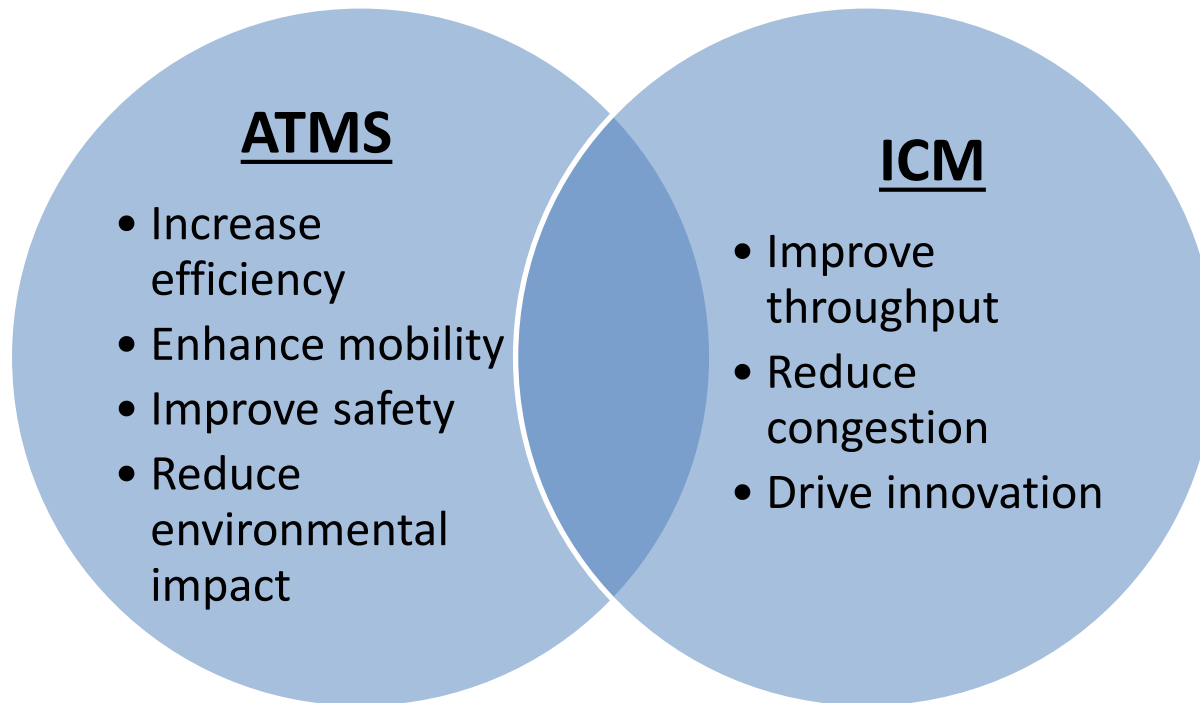 ATMS
• Increase
efficiency
• Enhance mobility
• Improve safety
• Reduce
environmental
impact
ICM
• Improve
throughput
• Reduce
congestion
• Drive innovation